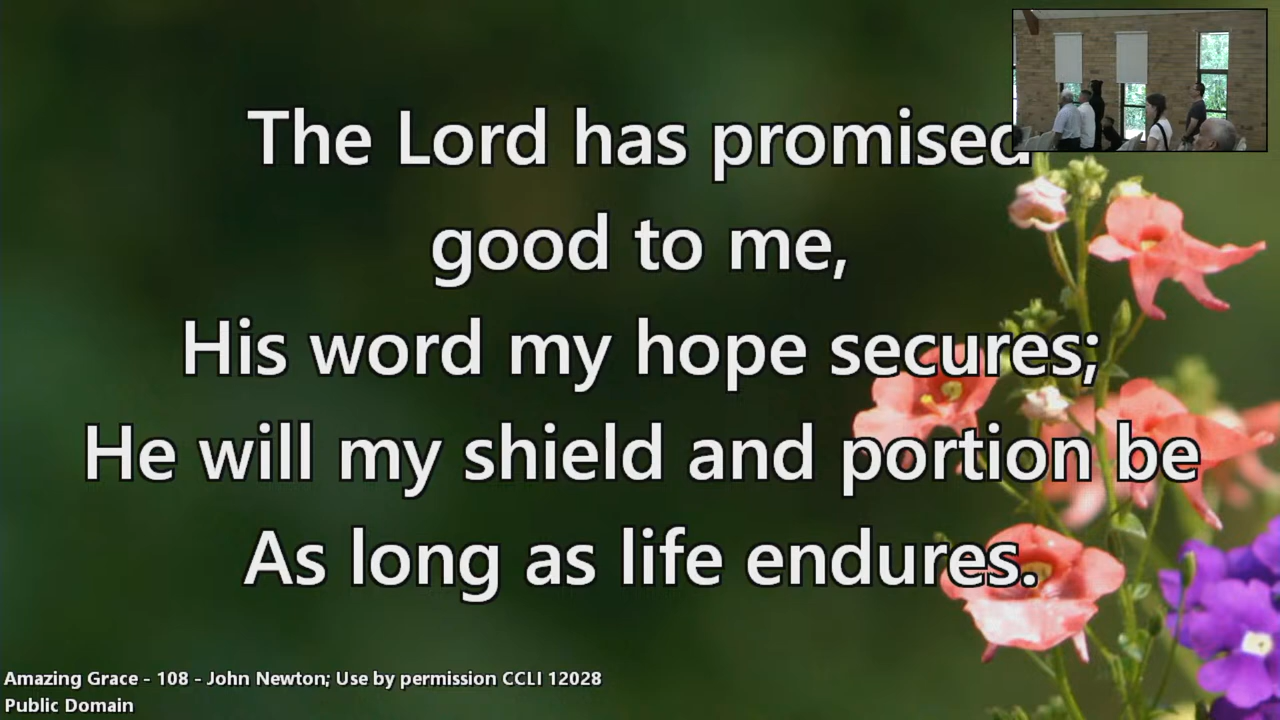 The Lord has promised
good to me,
His word my hope secures;
He will my shield and portion be
As long as life endures.
Amazing Grace - 108 - John Newton; Use by permission CCLI 12028
Public Domain